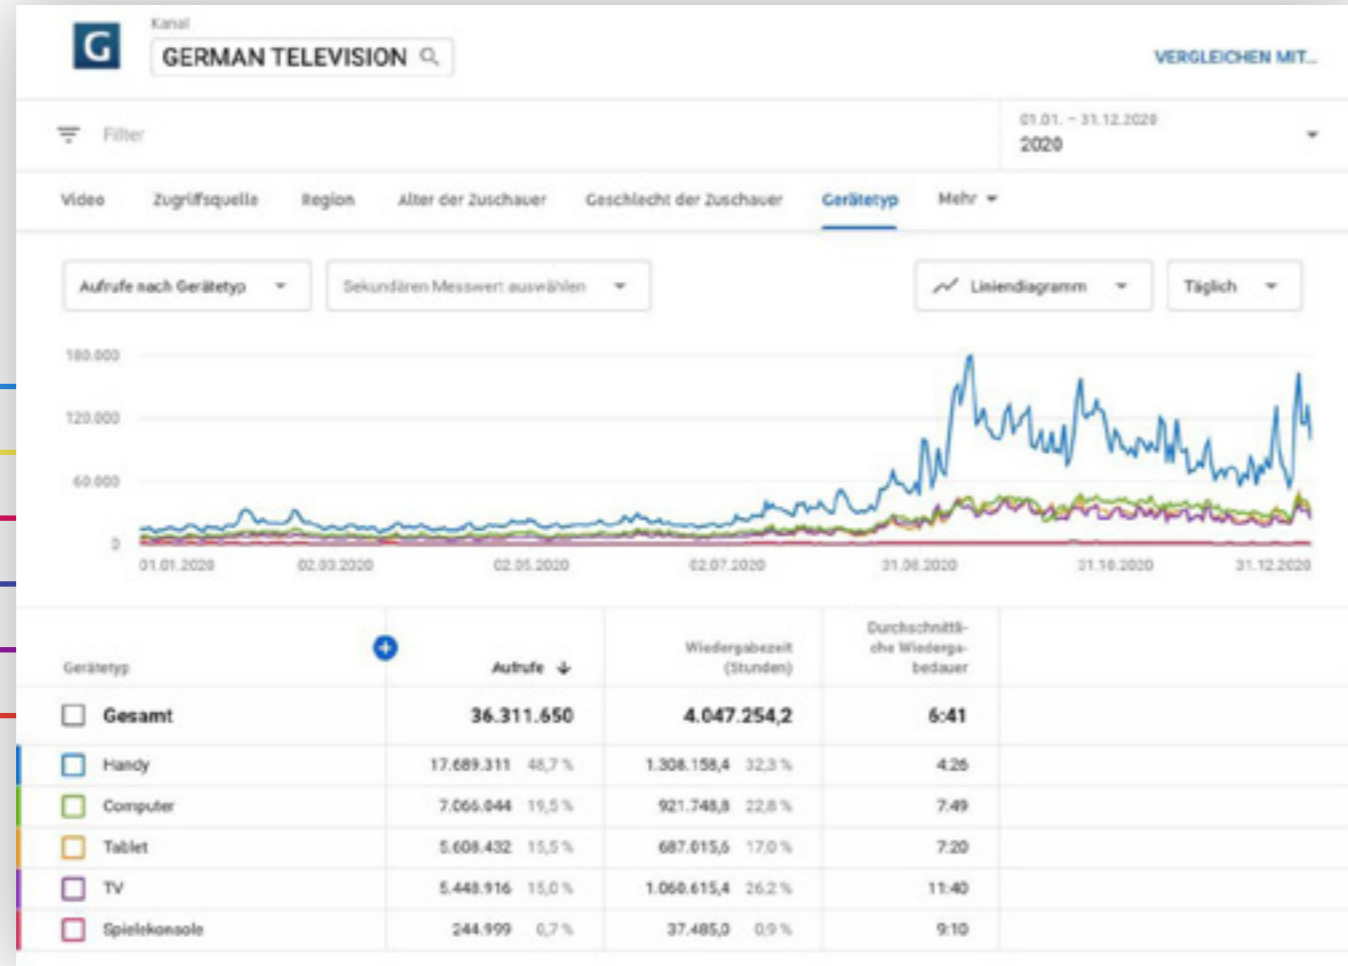 Kanal
G
GERMAN TELEVISION
VERGLEICHEN MIT...
Filter
01.01. – 31.12.2020
2020
Video Zugriffsquelle Region Alter der Zuschauer Geschlecht der Zuschauer Gerätetyp Mehr
Aufrufe nach Gerätetyp Sekundären Messwert auswählen Liniendiagramm Täglich
180.000
120.000
60.000
0
01.01.2020 02.03.2020 02.05.2020 02.07.2020 31.08.2020 31.10.2020 31.12.2020
Gerätetyp
Aufrufe
Wiedergabezeit
(Stunden)
Durchschnittli-
che Wiederga-
bedauer
Gesamt 36.311.650 4.047.254,2 6:41
Handy 17.689.311 48,7 % 1.308.158,4 32,3 % 4:26
Computer 7.066.044 19,5 % 921.748,8 22,8 % 7:49
Tablet 5.608.432 15,5 % 687.015,6 17,0 % 7:20
TV 5.448.916 15,0 % 1.060.615,4 26,2 % 11:40
Spielekonsole 244.999 0,7 % 37.485,0 0,9 % 9:10